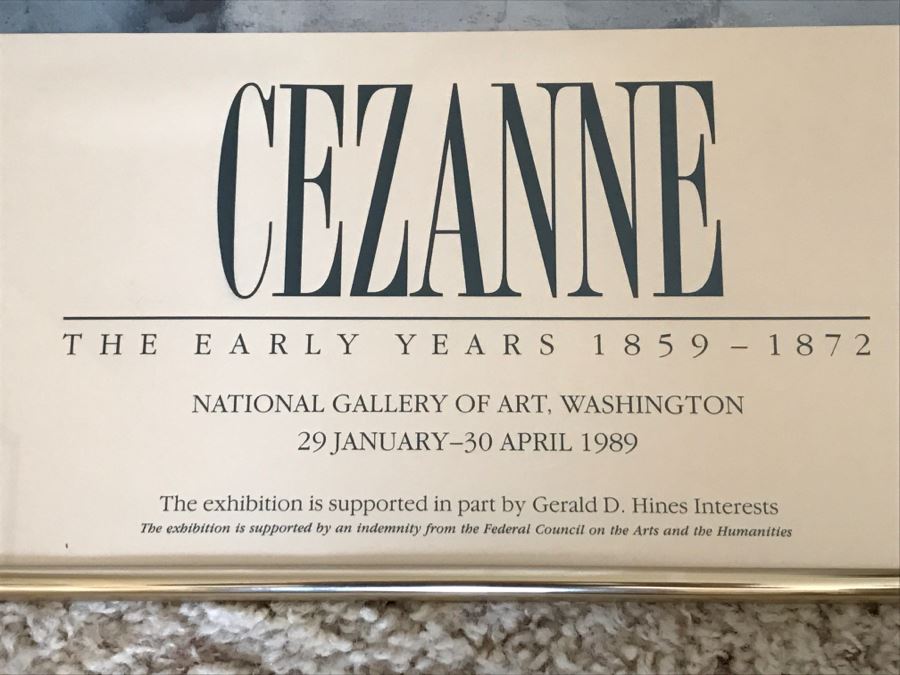 CEZANNE
THE EARLY YEARS 1859–1872
NATIONAL GALLERY OF ART, WASHINGTON
29 JANUARY–30 APRIL 1989
The exhibition is supported in part by Gerald D. Hines Interests
The exhibition is supported by an indemnity from the Federal Council on the Arts and the Humanities